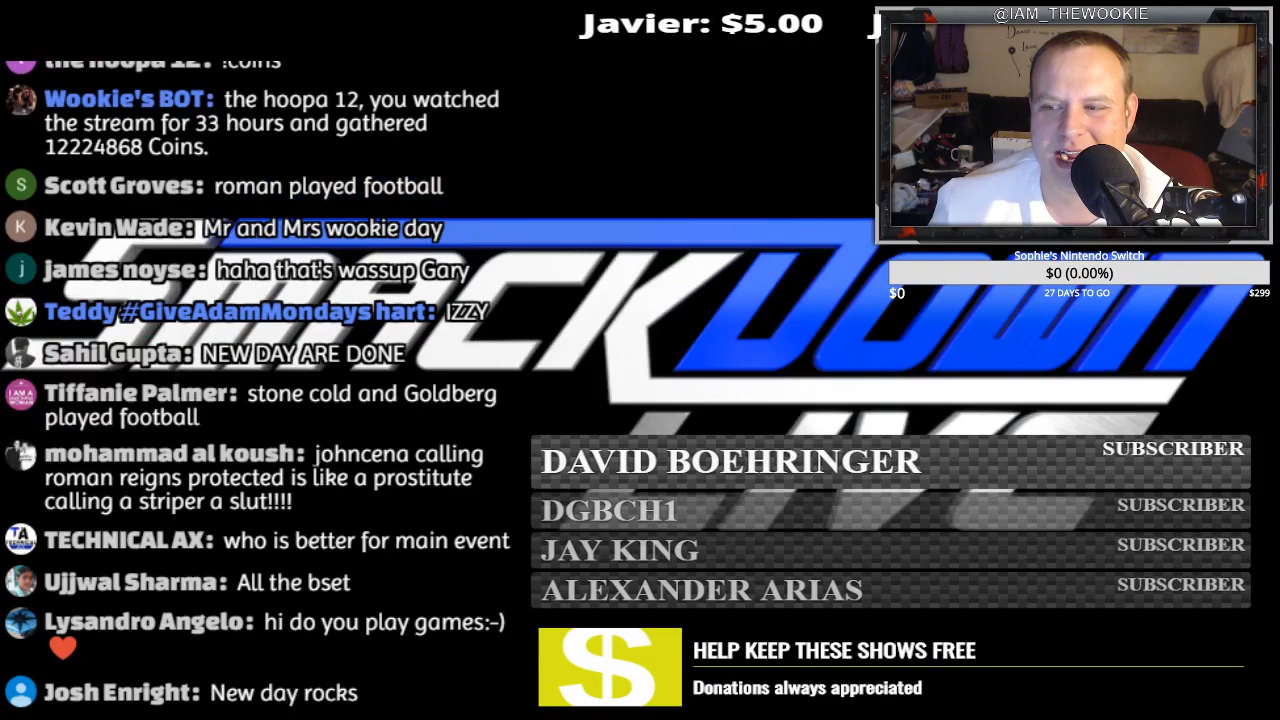 Javier: $5.00 J
@IAM_THEWOOKIE
the hoopa 12: !coins
Wookie's BOT: the hoopa 12, you watched
the stream for 33 hours and gathered
12224868 Coins.
Scott Groves: roman played football
Kevin Wade: Mr and Mrs wookie day
james noyse: haha that's wassup Gary
Teddy #GiveAdamMondays hart: IZZY
Sahil Gupta: NEW DAY ARE DONE
Tiffanie Palmer: stone cold and Goldberg
played football
mohammad al koush: johncena calling
roman reigns protected is like a prostitute
calling a striper a slut!!!!
TECHNICAL AX: who is better for main event
Ujjwal Sharma: All the bset
Lysandro Angelo: hi do you play games:-)
❤
Josh Enright: New day rocks
SMACKDOWN
LIVE
Sophie's Nintendo Switch
$0 (0.00%)
$0 27 DAYS TO GO $299
DAVID BOEHRINGER SUBSCRIBER
DGBCH1 SUBSCRIBER
JAY KING SUBSCRIBER
ALEXANDER ARIAS SUBSCRIBER
$
HELP KEEP THESE SHOWS FREE
Donations always appreciated